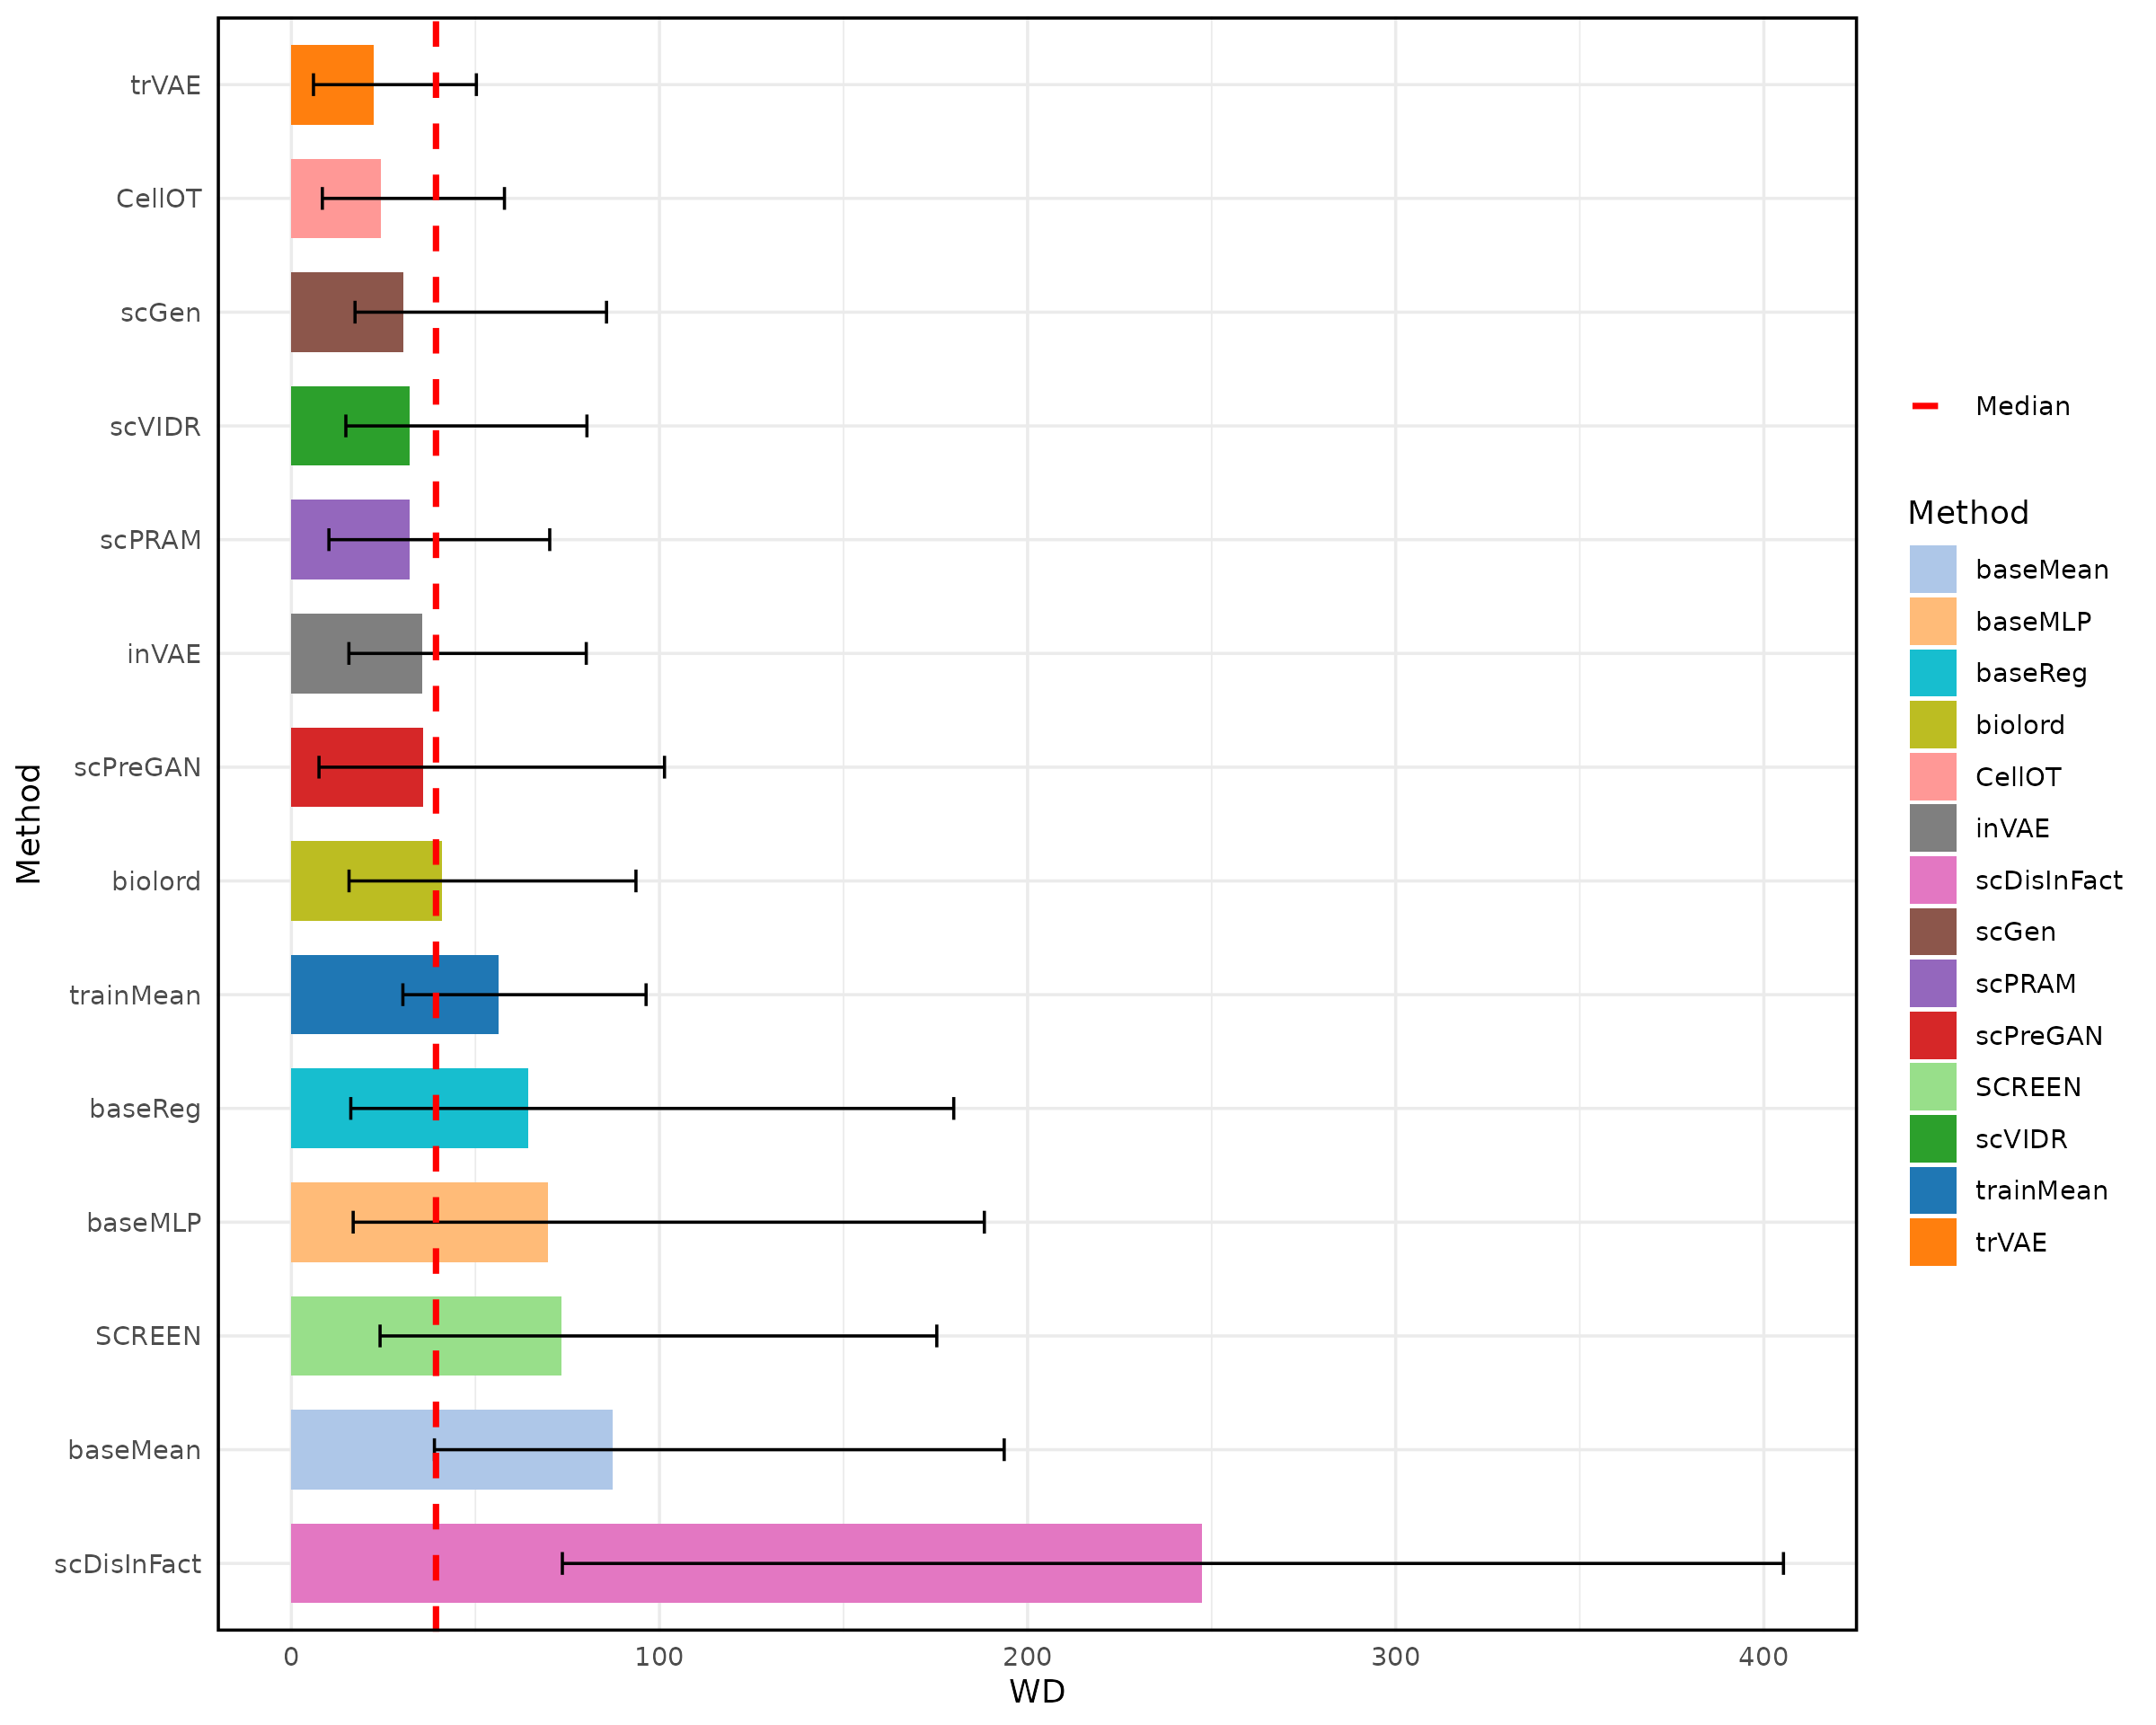 Method
trVAE
CellOT
scGen
scVIDR
scPRAM
inVAE
scPreGAN
biolord
trainMean
baseReg
baseMLP
SCREEN
baseMean
scDisInFact
0 100 200 300 400
WD
Median
Method
baseMean
baseMLP
baseReg
biolord
CellOT
inVAE
scDisInFact
scGen
scPRAM
scPreGAN
SCREEN
scVIDR
trainMean
trVAE